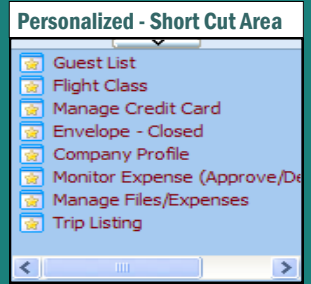 Personalized - Short Cut Area
Guest List
Flight Class
Manage Credit Card
Envelope - Closed
Company Profile
Monitor Expense (Approve/De
Manage Files/Expenses
Trip Listing